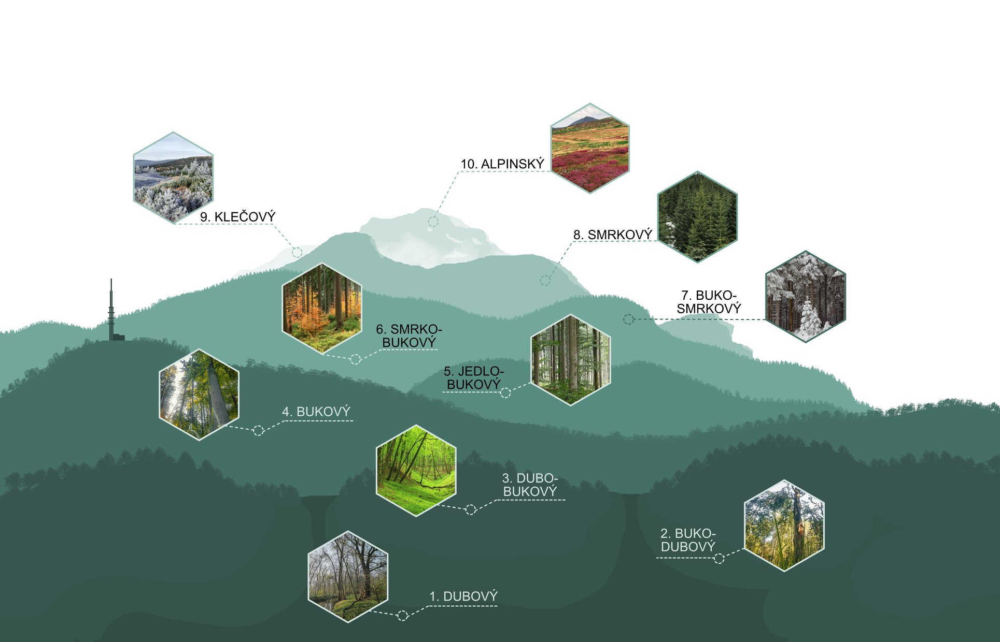 10. ALPINSKÝ
9. KLEČOVÝ
8. SMRKOVÝ
7. BUKO-
SMRKOVÝ
6. SMRKO-
BUKOVÝ
5. JEDLO-
BUKOVÝ
4. BUKOVÝ
3. DUBO-
BUKOVÝ
2. BUKO-
DUBOVÝ
1. DUBOVÝ